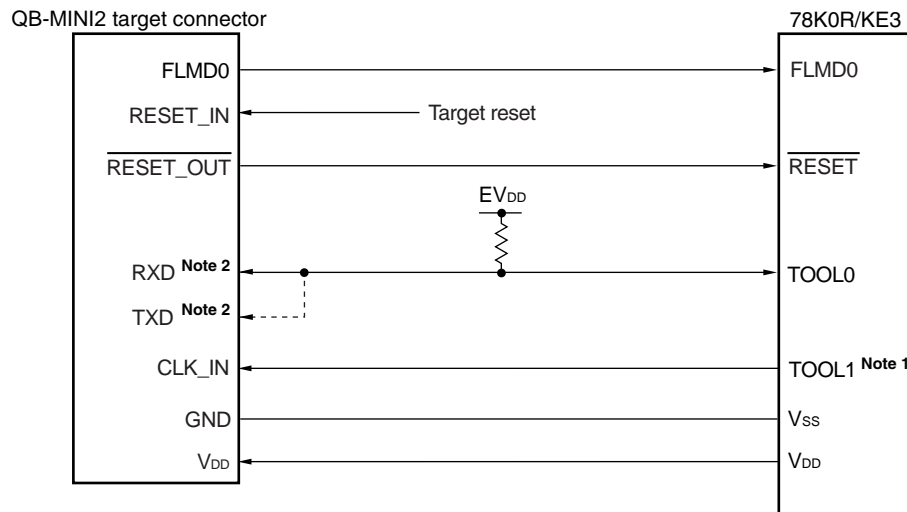 QB-MINI2 target connector
78K0R/KE3
FLMD0
FLMD0
RESET_IN
Target reset
RESET_OUT
RESET
EVDD
RXD Note 2
TOOL0
TXD Note 2
CLK_IN
TOOL1 Note 1
GND
VSS
VDD
VDD